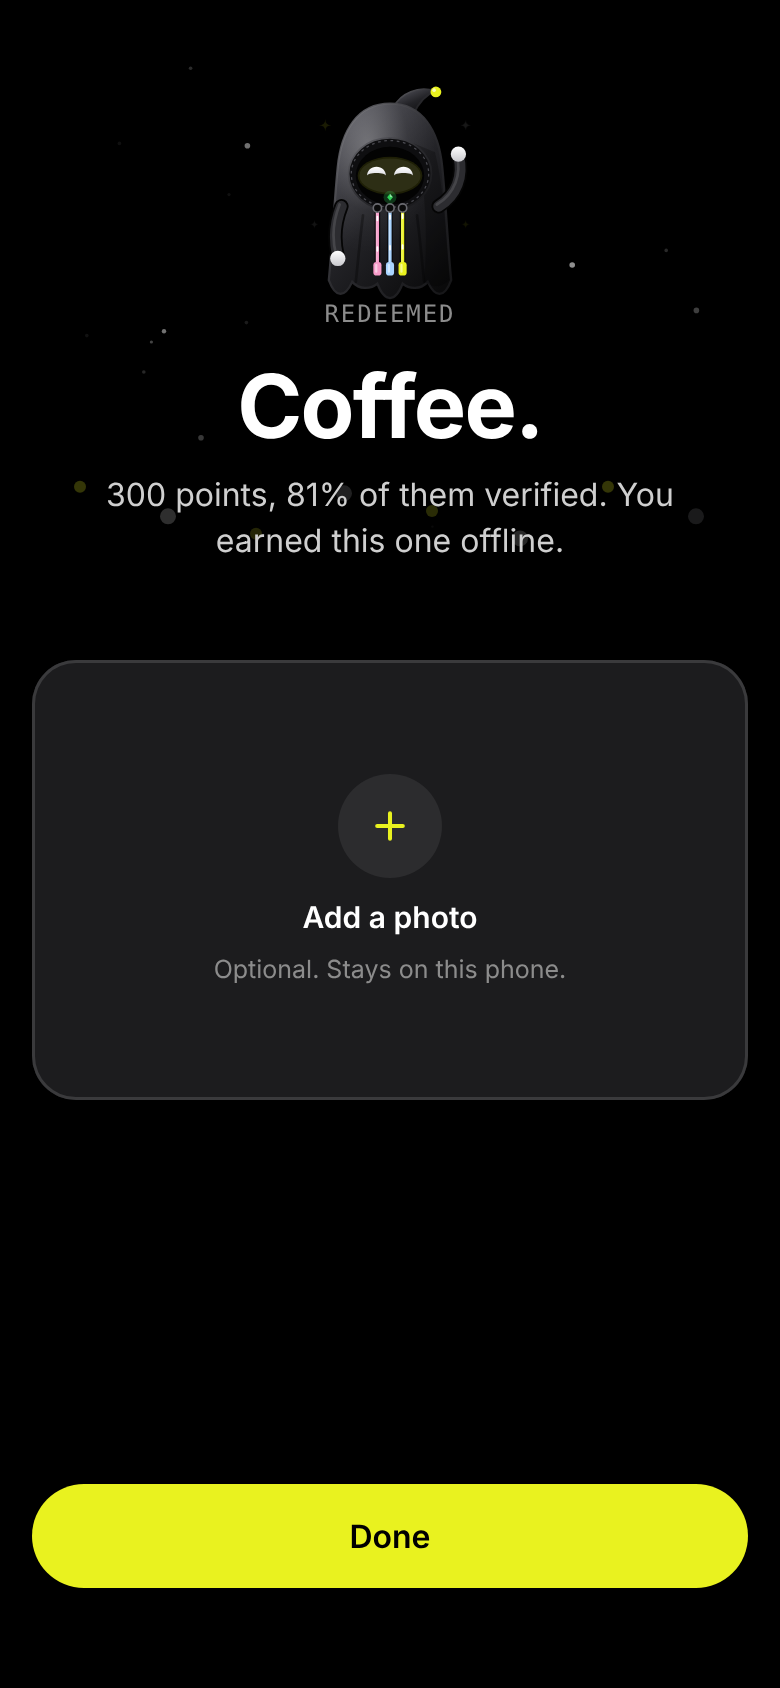 REDEEMED
Coffee.
300 points, 81% of them verified. You
earned this one offline.
Add a photo
Optional. Stays on this phone.
Done